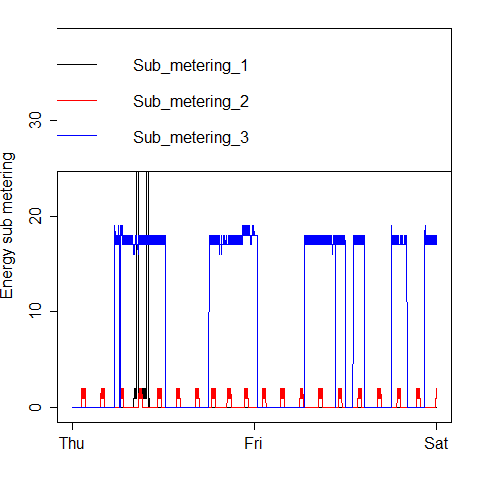 Sub_metering_1
Sub_metering_2
Sub_metering_3
Energy sub metering
30
20
10
0
Thu Fri Sat